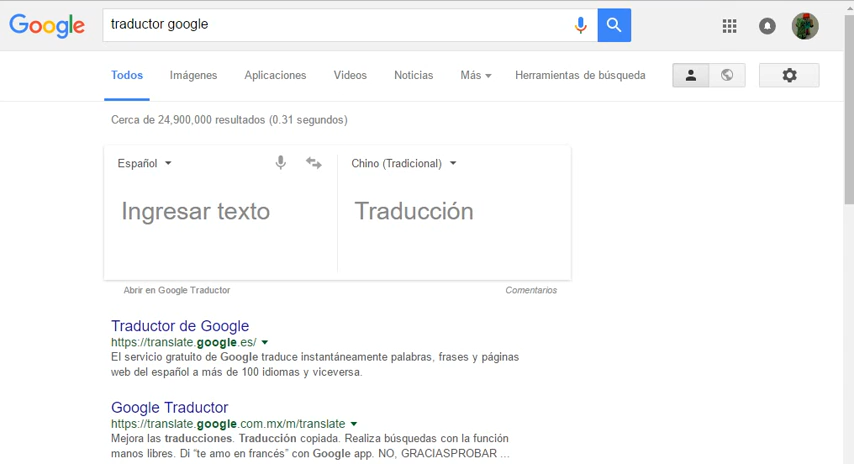 Google
traductor google
Todos Imágenes Aplicaciones Videos Noticias Más Herramientas de búsqueda
Cerca de 24,900,000 resultados (0.31 segundos)
Español Chino (Tradicional)
Ingresar texto Traducción
Abrir en Google Traductor Comentarios
Traductor de Google
https://translate.google.es/
El servicio gratuito de Google traduce instantáneamente palabras, frases y páginas
web del español a más de 100 idiomas y viceversa.
Google Traductor
https://translate.google.com.mx/m/translate
Mejora las traducciones. Traducción copiada. Realiza búsquedas con la función
manos libres. Di “te amo en francés” con Google app. NO, GRACIASPROBAR ...